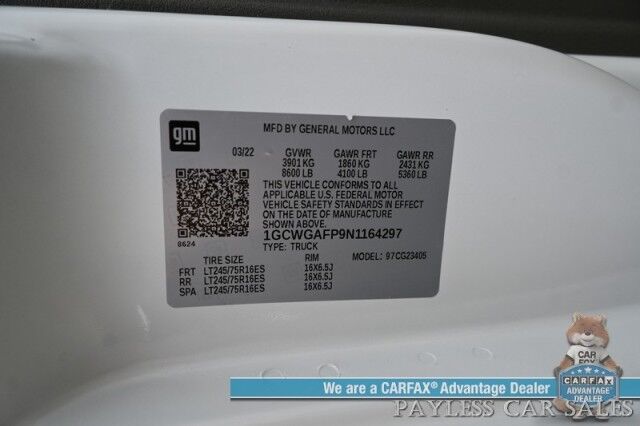 gm
MFD BY GENERAL MOTORS LLC
03/22 GVWR GAWR FRT GAWR RR
3901 KG 1860 KG 2431 KG
8600 LB 4100 LB 5360 LB
THIS VEHICLE CONFORMS TO ALL
APPLICABLE U.S. FEDERAL MOTOR
VEHICLE SAFETY STANDARDS IN EFFECT
ON THE DATE OF MANUFACTURE SHOWN ABOVE.
8624 1GCWGAFP9N1164297
TYPE: TRUCK 97CG23405
TIRE SIZE RIM
FRT LT245/75R16ES 16X6.5J
RR LT245/75R16ES 16X6.5J
SPA LT245/75R16ES 16X6.5J
CAR
FOX
We are a CARFAX® Advantage Dealer
CARFAX
ADVANTAGE
DEALER
PAYLESS CAR SALES